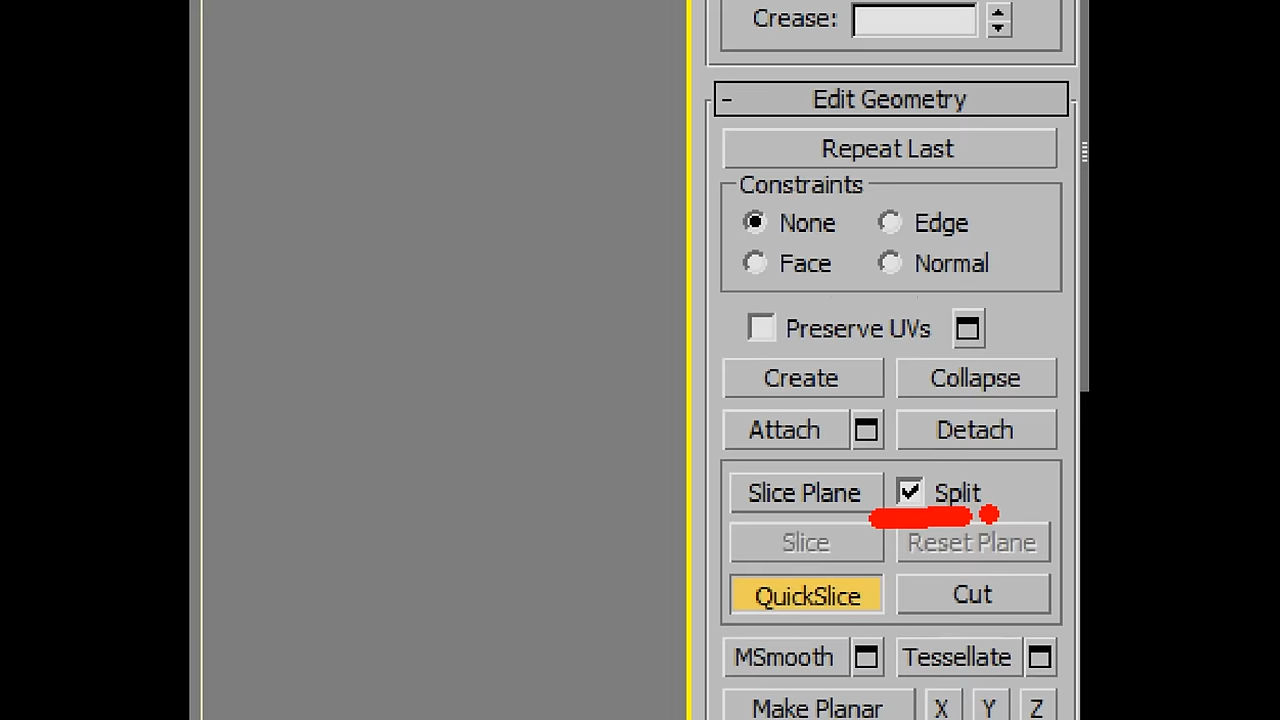 Crease:
- Edit Geometry
Repeat Last
Constraints
None Edge
Face Normal
Preserve UVs
Create Collapse
Attach Detach
Slice Plane Split
Slice Reset Plane
QuickSlice Cut
MSmooth Tessellate
Make Planar X Y Z